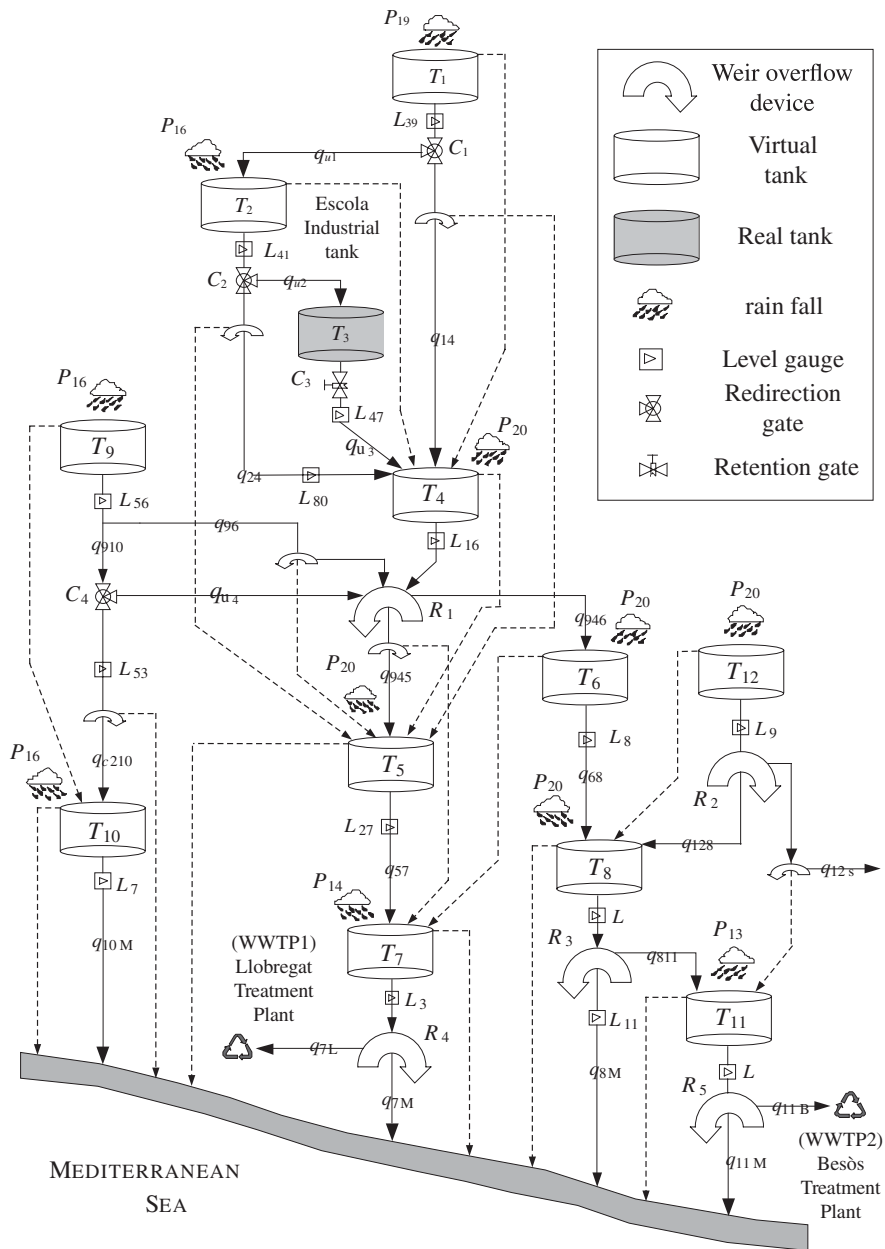 P19
T1
L39
C1
P16
qu1
T2
Escola
Industrial
tank
L41
C2
qu2
T3
q14
C3
L47
qu3
P20
P16
T9
q24
L80
T4
L56
q96
L16
q910
C4
qu4
R1
q946
P20
P20
L53
P20
q945
T6
T12
L8
L9
P16
qc210
T5
q68
R2
P20
T10
L27
q128
L7
q57
T8
q12s
P14
L
R3
P13
q10M
(WWTP1)
Llobregat
Treatment
Plant
T7
q811
L3
L11
T11
R4
q7L
q8M
L
R5
q7M
q11B
(WWTP2)
Besòs
Treatment
Plant
q11M
MEDITERRANEAN
SEA
Weir overflow
device
Virtual
tank
Real tank
rain fall
Level gauge
Redirection
gate
Retention gate